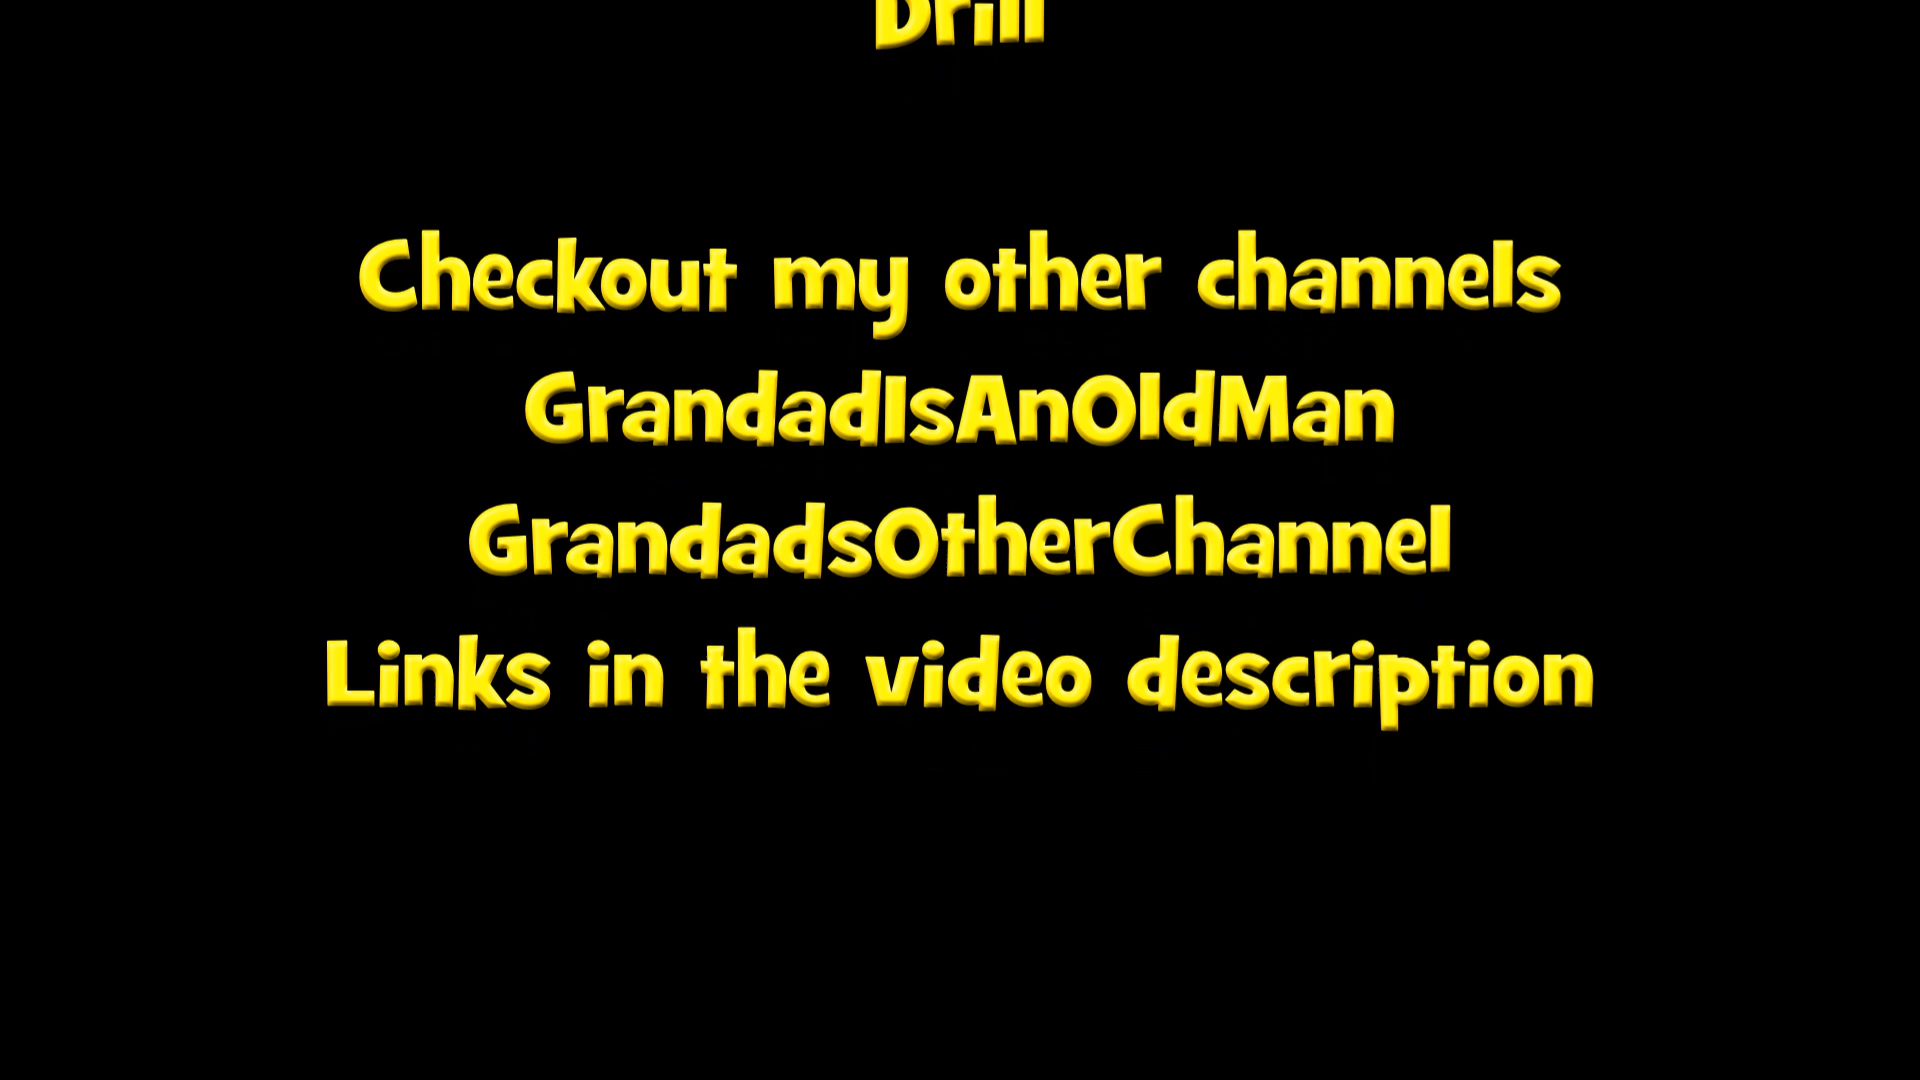 Drill
Checkout my other channels
GrandadIsAnOldMan
GrandadsOtherChannel
Links in the video description